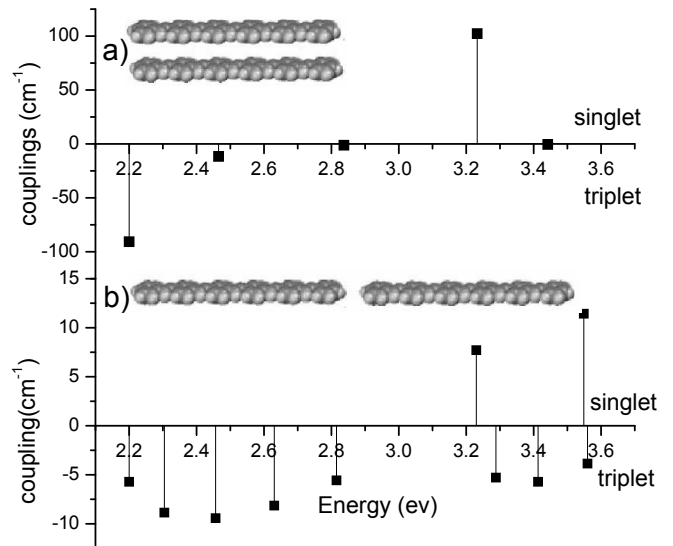 100
a)
50
couplings (cm-1)
singlet
0
2.2 2.4 2.6 2.8 3.0 3.2 3.4 3.6
triplet
-50
-100
15
b)
10
coupling(cm-1)
5
singlet
0
2.2 2.4 2.6 2.8 3.0 3.2 3.4 3.6
-5
triplet
Energy (ev)
-10